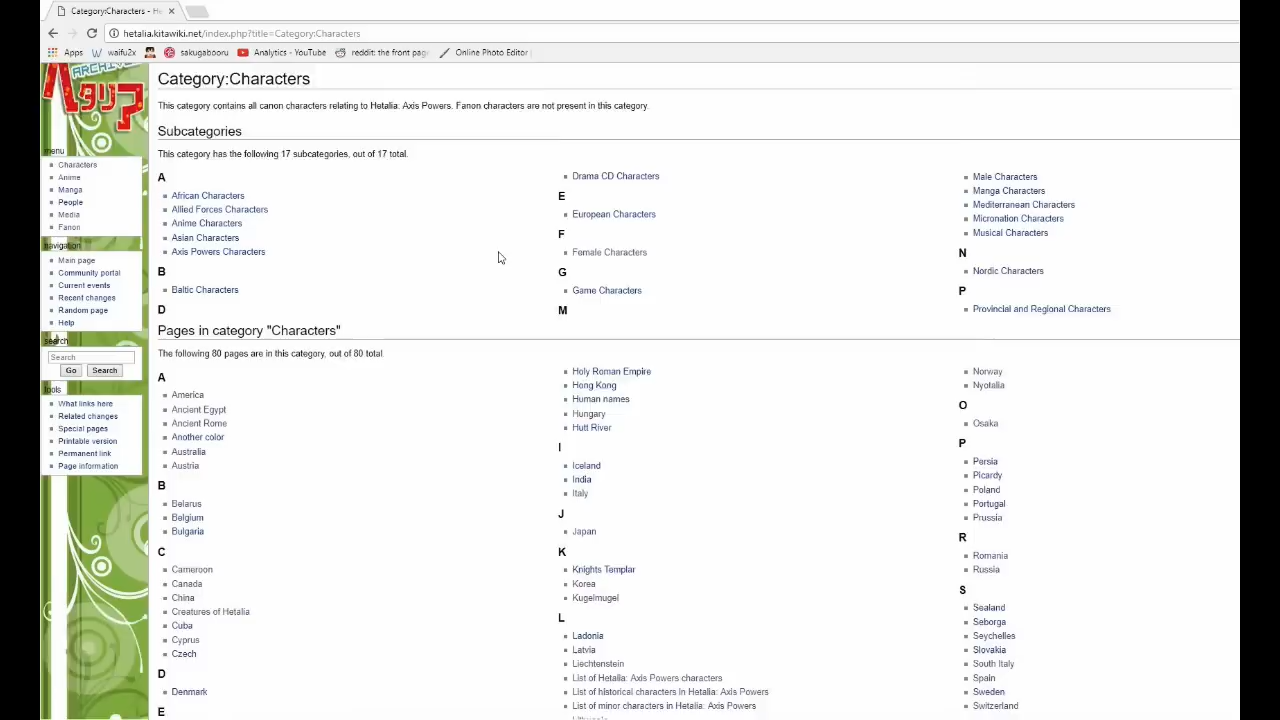 Category:Characters - He
hetalia.kitawiki.net/index.php?title=Category:Characters
Apps
waifu2x
sakugabooru
Analytics - YouTube
reddit: the front pag
Online Photo Editor
ARCHIVE
ヘタリア
menu
Characters
Anime
Manga
People
Media
Fanon
navigation
Main page
Community portal
Current events
Recent changes
Random page
Help
search
Search
Go
Search
tools
What links here
Related changes
Special pages
Printable version
Permanent link
Page information
Category:Characters
This category contains all canon characters relating to Hetalia: Axis Powers. Fanon characters are not present in this category.
Subcategories
This category has the following 17 subcategories, out of 17 total.
A
African Characters
Allied Forces Characters
Anime Characters
Asian Characters
Axis Powers Characters
B
Baltic Characters
D
Drama CD Characters
E
European Characters
F
Female Characters
G
Game Characters
M
Male Characters
Manga Characters
Mediterranean Characters
Micronation Characters
Musical Characters
N
Nordic Characters
P
Provincial and Regional Characters
Pages in category "Characters"
The following 80 pages are in this category, out of 80 total.
A
America
Ancient Egypt
Ancient Rome
Another color
Australia
Austria
B
Belarus
Belgium
Bulgaria
C
Cameroon
Canada
China
Creatures of Hetalia
Cuba
Cyprus
Czech
D
Denmark
E
Holy Roman Empire
Hong Kong
Human names
Hungary
Hutt River
I
Iceland
India
Italy
J
Japan
K
Knights Templar
Korea
Kugelmugel
L
Ladonia
Latvia
Liechtenstein
List of Hetalia: Axis Powers characters
List of historical characters in Hetalia: Axis Powers
List of minor characters in Hetalia: Axis Powers
Norway
Nyotalia
O
Osaka
P
Persia
Picardy
Poland
Portugal
Prussia
R
Romania
Russia
S
Sealand
Seborga
Seychelles
Slovakia
South Italy
Spain
Sweden
Switzerland